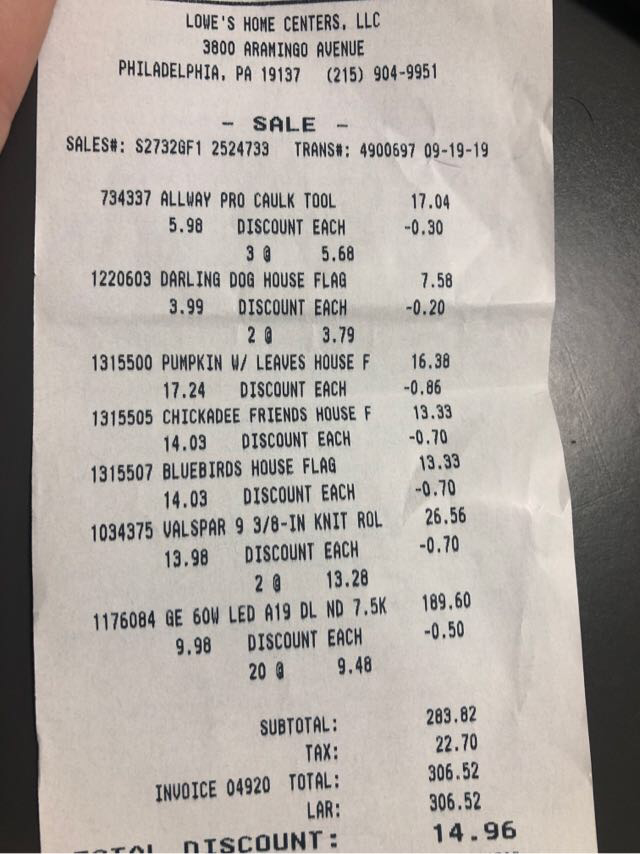 LOWE'S HOME CENTERS, LLC
3800 ARAMINGO AVENUE
PHILADELPHIA, PA 19137 (215) 904-9951
- SALE -
SALES#: S2732GF1 2524733 TRANS#: 4900697 09-19-19
734337 ALLWAY PRO CAULK TOOL 17.04
5.98 DISCOUNT EACH -0.30
3 @ 5.68
1220603 DARLING DOG HOUSE FLAG 7.58
3.99 DISCOUNT EACH -0.20
2 @ 3.79
1315500 PUMPKIN W/ LEAVES HOUSE F 16.38
17.24 DISCOUNT EACH -0.86
1315505 CHICKADEE FRIENDS HOUSE F 13.33
14.03 DISCOUNT EACH -0.70
1315507 BLUEBIRDS HOUSE FLAG 13.33
14.03 DISCOUNT EACH -0.70
1034375 VALSPAR 9 3/8-IN KNIT ROL 26.56
13.98 DISCOUNT EACH -0.70
2 @ 13.28
1176084 GE 60W LED A19 DL ND 7.5K 189.60
9.98 DISCOUNT EACH -0.50
20 @ 9.48
SUBTOTAL: 283.82
TAX: 22.70
INVOICE 04920 TOTAL: 306.52
LAR: 306.52
TOTAL DISCOUNT: 14.96